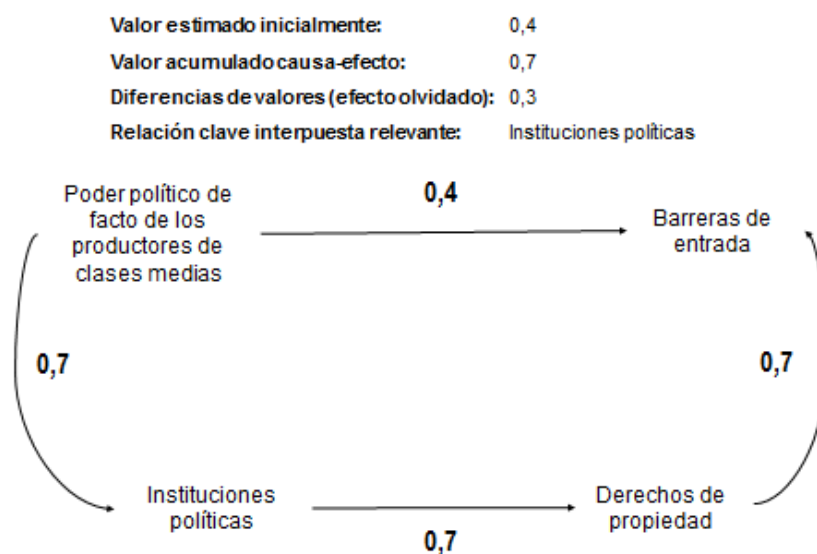 Valor estimado inicialmente: 0,4
Valor acumulado causa-efecto: 0,7
Diferencias de valores (efecto olvidado): 0,3
Relación clave interpuesta relevante: Instituciones políticas
Poder político de
facto de los
productores de
clases medias
0,4
Barreras de
entrada
0,7
0,7
Instituciones
políticas
0,7
Derechos de
propiedad